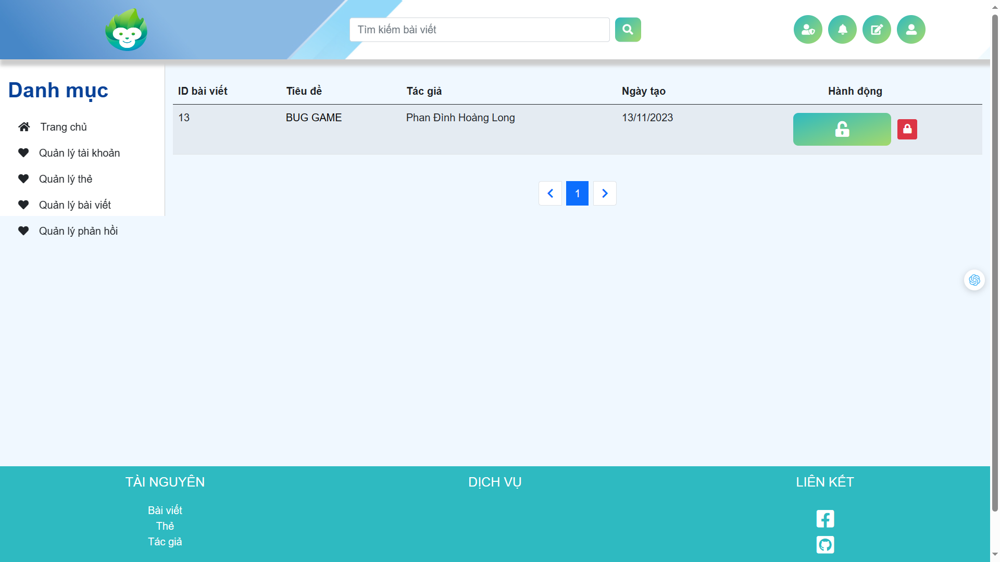 Tìm kiếm bài viết
Danh mục
Trang chủ
Quản lý tài khoản
Quản lý thẻ
Quản lý bài viết
Quản lý phản hồi
ID bài viết Tiêu đề Tác giả Ngày tạo Hành động
13 BUG GAME Phan Đình Hoàng Long 13/11/2023
1
TÀI NGUYÊN
Bài viết
Thẻ
Tác giả
DỊCH VỤ
LIÊN KẾT